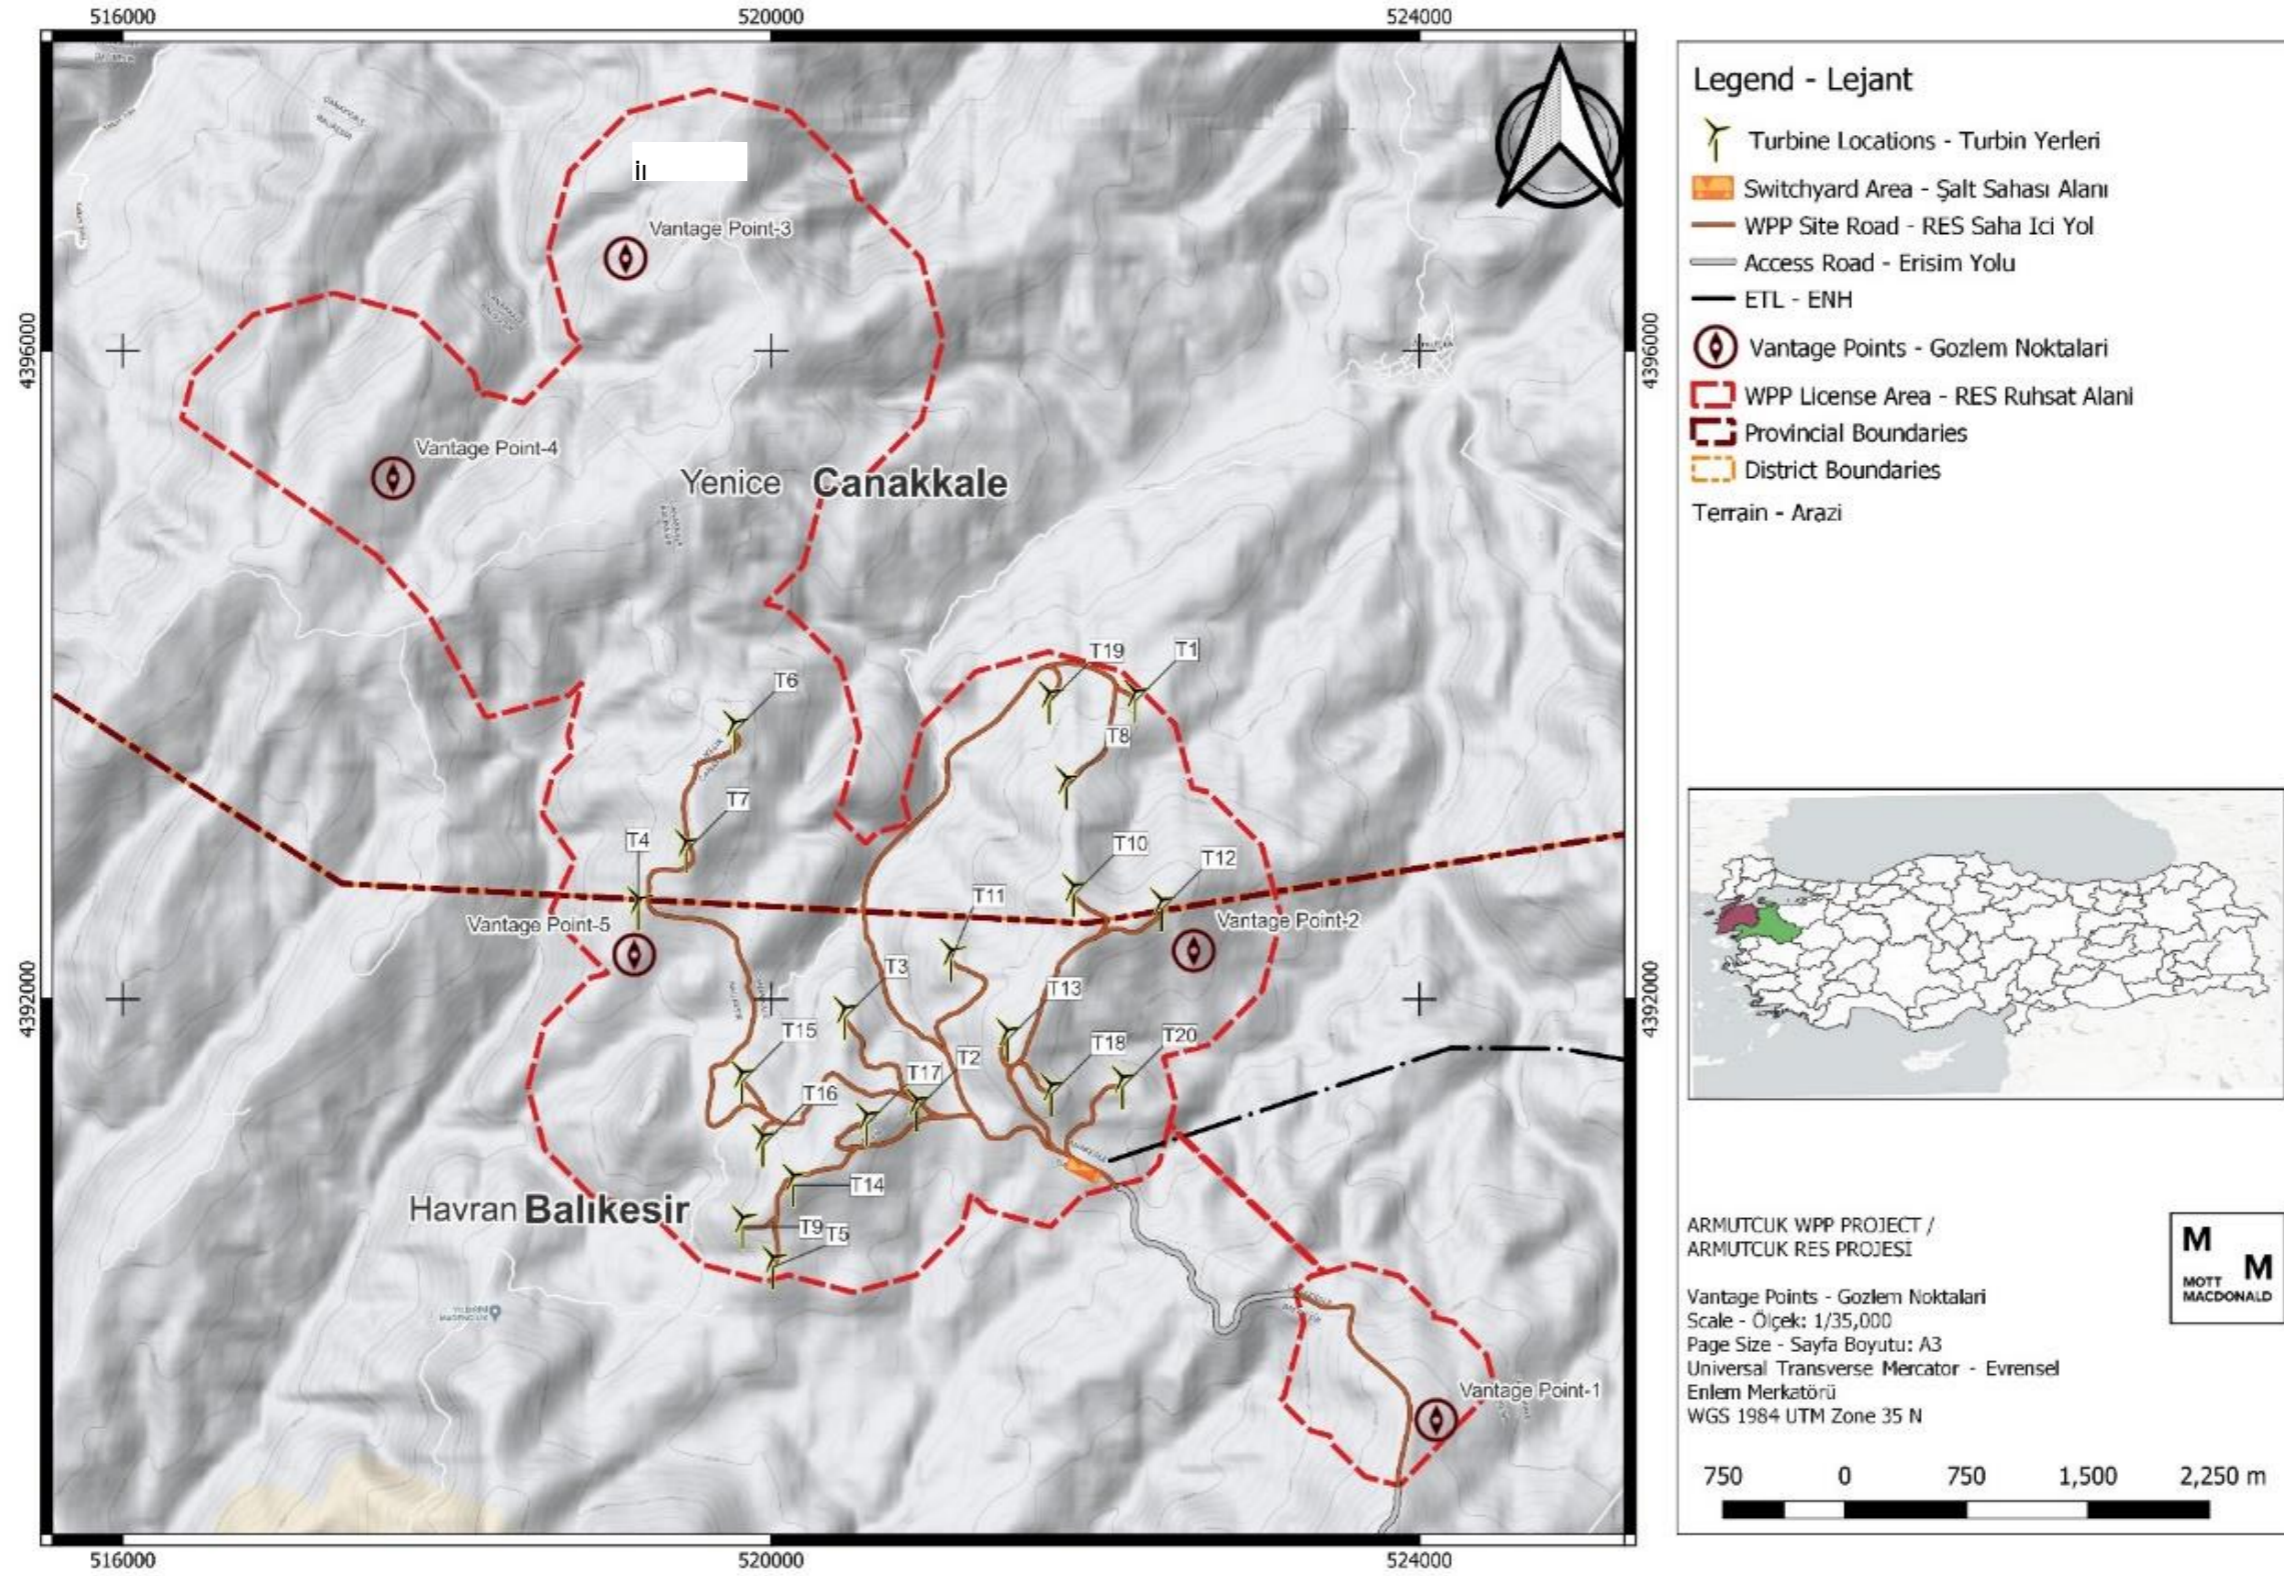 516000
520000
524000
4396000
4396000
Vantage Point-3
Vantage Point-4
Yenice
Canakkale
T19
T1
T6
T8
T7
T4
T10
T12
T11
Vantage Point-5
Vantage Point-2
T3
T13
4392000
4392000
T15
T18
T20
T2
T17
T16
T14
Havran Balıkesir
T9
T5
Vantage Point-1
516000
520000
524000
Legend - Lejant
Turbine Locations - Turbin Yerleri
Switchyard Area - Şalt Sahası Alanı
WPP Site Road - RES Saha Ici Yol
Access Road - Erisim Yolu
ETL - ENH
Vantage Points - Gozlem Noktalari
WPP License Area - RES Ruhsat Alani
Provincial Boundaries
District Boundaries
Terrain - Arazi
ARMUTCUK WPP PROJECT /
ARMUTCUK RES PROJESİ
M
M
MOTT
MACDONALD
Vantage Points - Gozlem Noktalari
Scale - Ölçek: 1/35,000
Page Size - Sayfa Boyutu: A3
Universal Transverse Mercator - Evrensel
Enlem Merkatörü
WGS 1984 UTM Zone 35 N
750 0 750 1,500 2,250 m